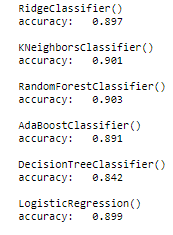 RidgeClassifier()
accuracy:   0.897
KNeighborsClassifier()
accuracy:   0.901
RandomForestClassifier()
accuracy:   0.903
AdaBoostClassifier()
accuracy:   0.891
DecisionTreeClassifier()
accuracy:   0.842
LogisticRegression()
accuracy:   0.899